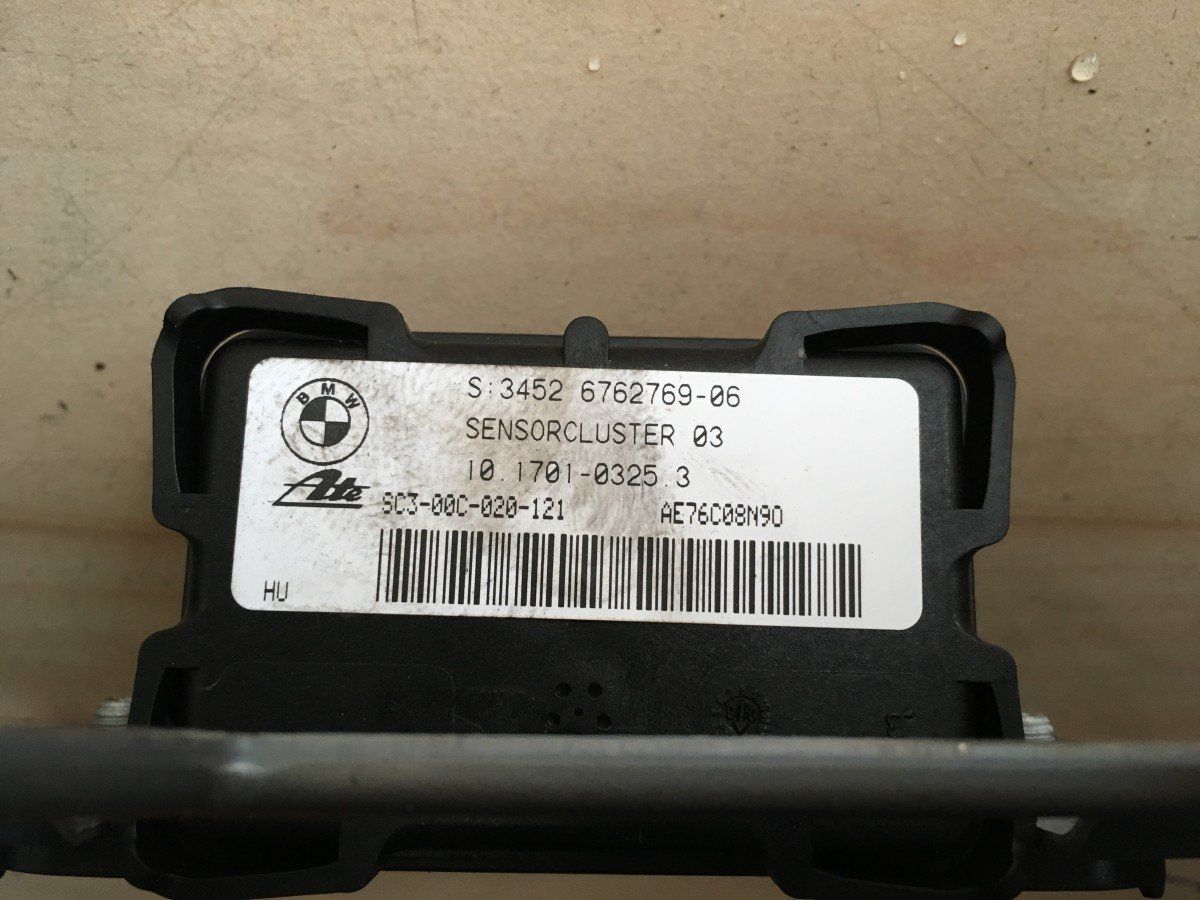 BMW
S:3452 6762769-06
SENSORCLUSTER 03
Ate
10.1701-0325.3
SC3-00C-020-121 AE76C08N90
HU